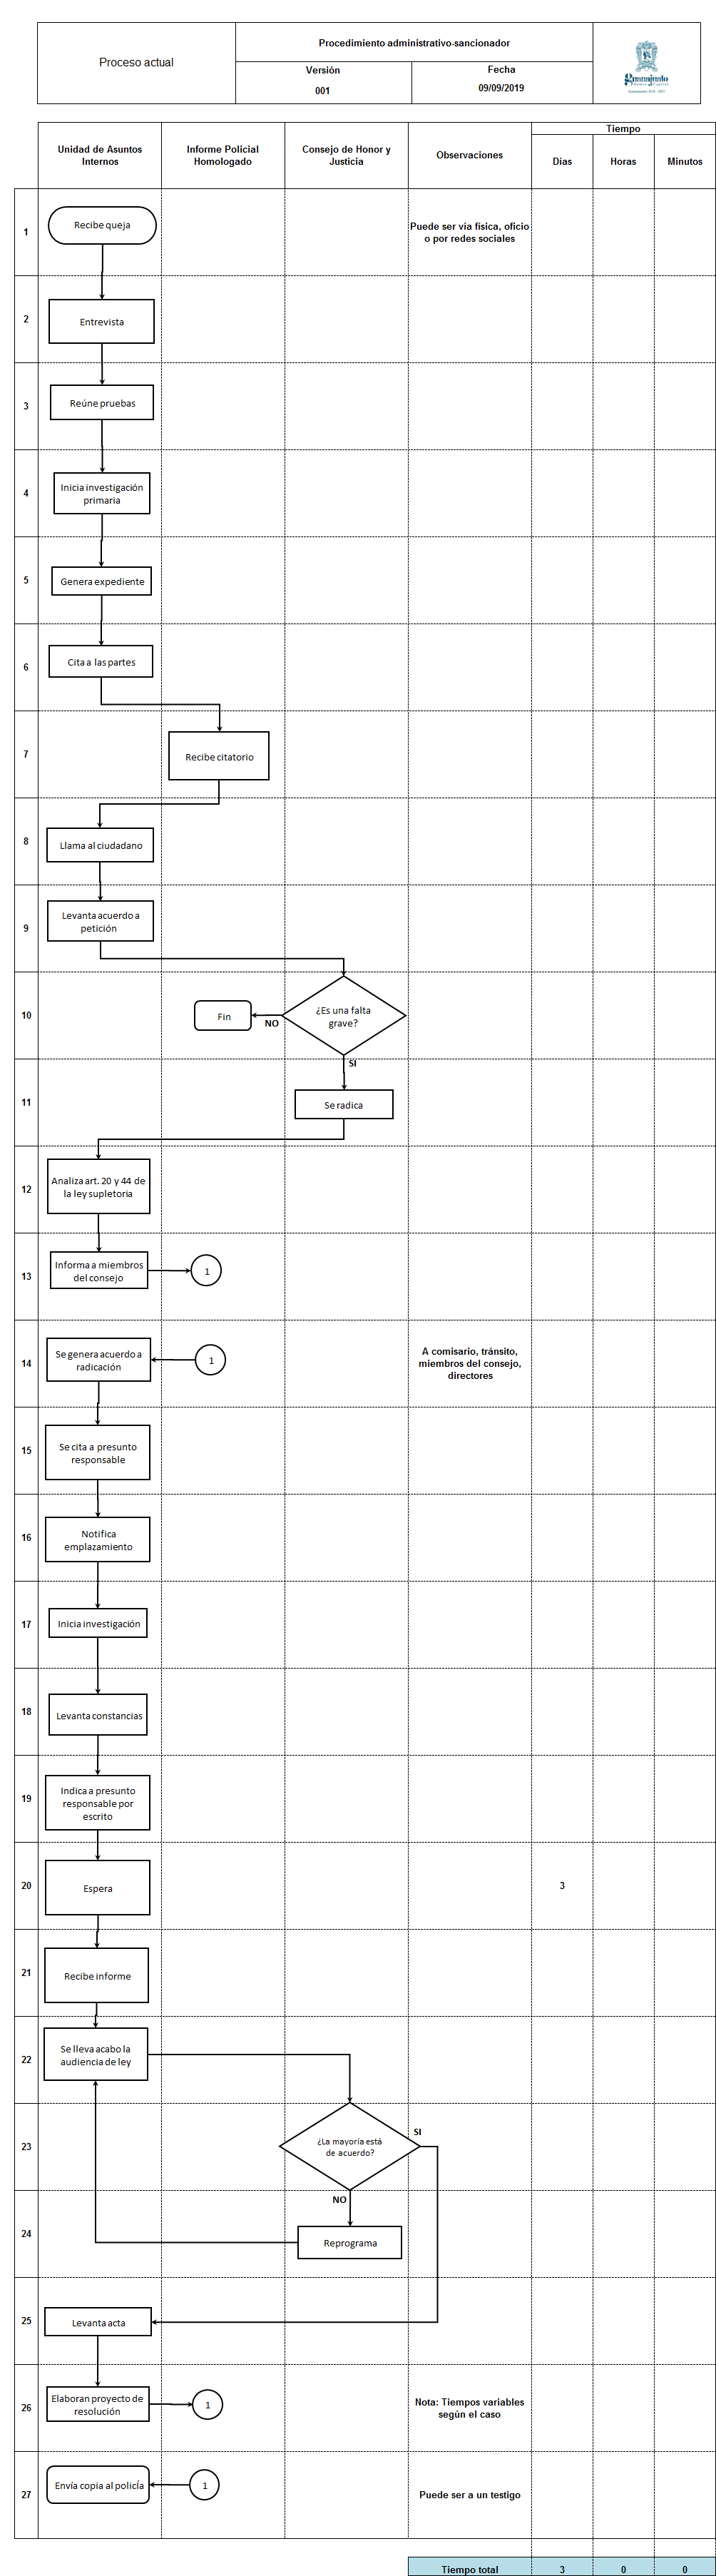 Proceso actual
Procedimiento administrativo-sancionador
Versión
Fecha
001
09/09/2019
Guanajuato
Tiempo
Unidad de Asuntos
Internos
Informe Policial
Homologado
Consejo de Honor y
Justicia
Observaciones
Días
Horas
Minutos
1
Recibe queja
Puede ser via física, oficio
o por redes sociales
2
Entrevista
3
Reúne pruebas
4
Inicia investigación
primaria
5
Genera expediente
6
Cita a las partes
7
Recibe citatorio
8
Llama al ciudadano
9
Levanta acuerdo a
petición
10
Fin
NO
¿Es una falta
grave?
SI
11
Se radica
12
Analiza art. 20 y 44 de
la ley supletoria
13
Informa a miembros
del consejo
1
14
Se genera acuerdo a
radicación
1
A comisario, tránsito,
miembros del consejo,
directores
15
Se cita a presunto
responsable
16
Notifica
emplazamiento
17
Inicia investigación
18
Levanta constancias
19
Indica a presunto
responsable por
escrito
20
Espera
3
21
Recibe informe
22
Se lleva acabo la
audiencia de ley
23
¿La mayoría está
de acuerdo?
SI
NO
24
Reprograma
25
Levanta acta
26
Elaboran proyecto de
resolución
1
Nota: Tiempos variables
según el caso
27
Envía copia al policía
1
Puede ser a un testigo
Tiempo total
3
0
0